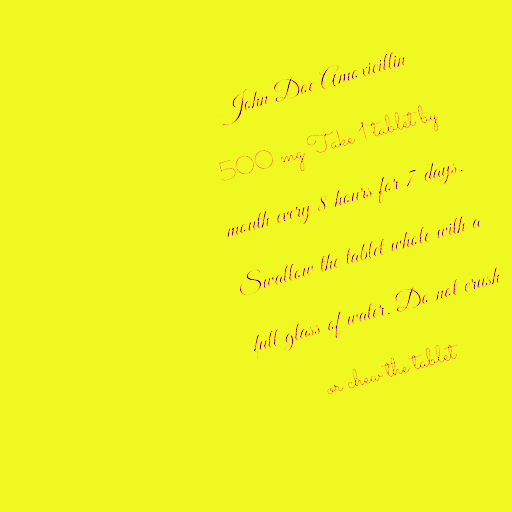 John Doe Amoxicillin
500 mg Take 1 tablet by
mouth every 8 hours for 7 days.
Swallow the tablet whole with a
full glass of water. Do not crush
or chew the tablet